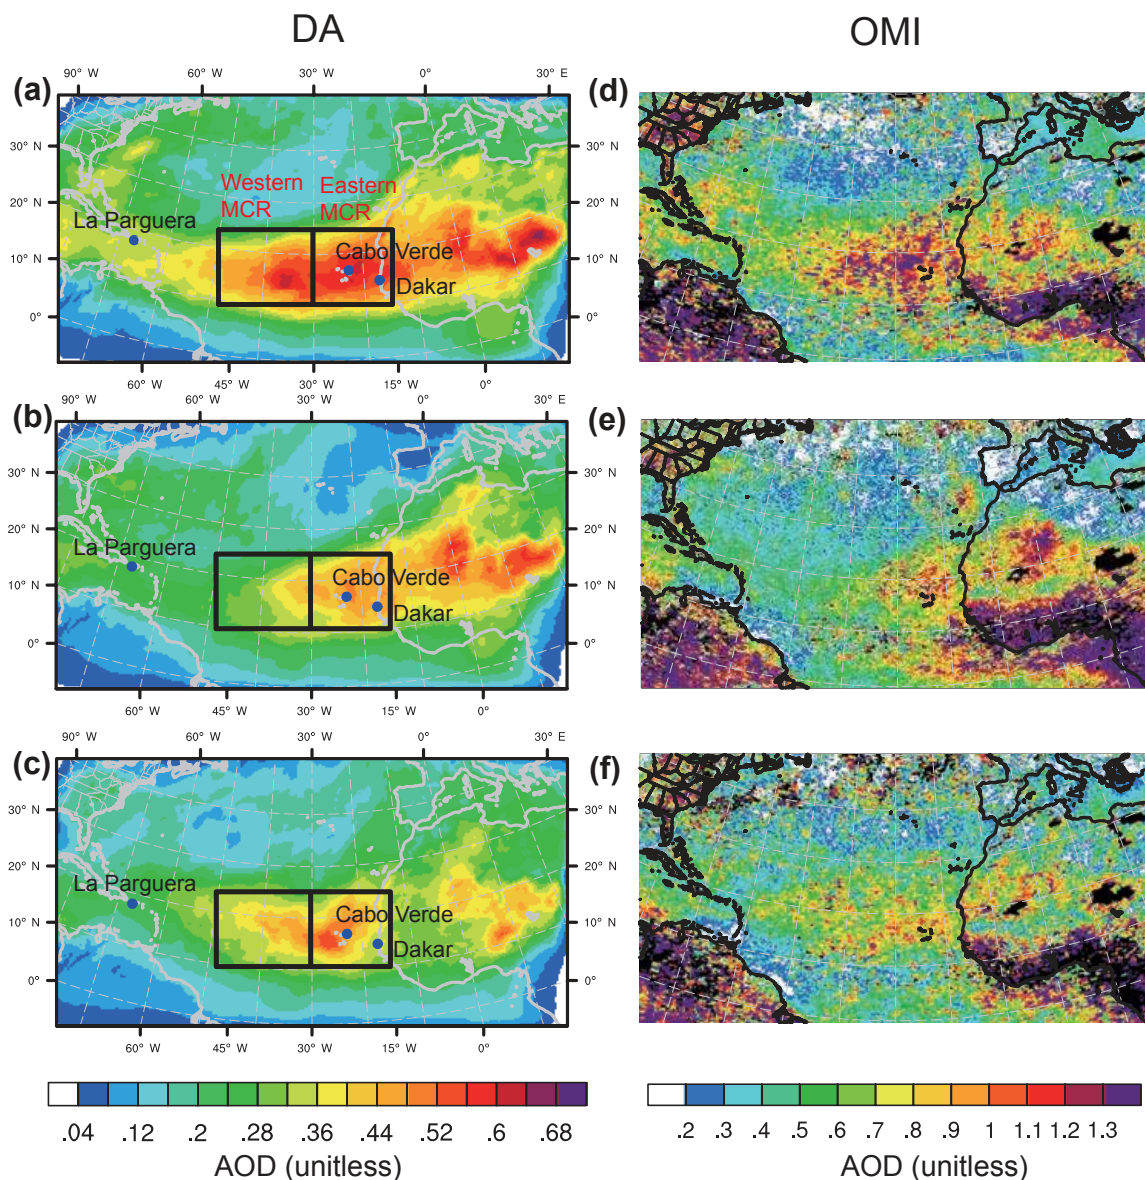 DA
OMI
90° W 60° W 30° W 0° 30° E
(a)
(d)
30° N 30° N
20° N 20° N
10° N 10° N
0° 0°
Western
MCR
Eastern
MCR
La Parguera
Cabo Verde
Dakar
60° W 45° W 30° W 15° W 0°
(b)
(e)
30° N 30° N
20° N 20° N
10° N 10° N
0° 0°
La Parguera
Cabo Verde
Dakar
60° W 45° W 30° W 15° W 0°
90° W 60° W 30° W 0° 30° E
(c)
(f)
30° N 30° N
20° N 20° N
10° N 10° N
0° 0°
La Parguera
Cabo Verde
Dakar
60° W 45° W 30° W 15° W 0°
.04 .12 .2 .28 .36 .44 .52 .6 .68
AOD (unitless)
.2 .3 .4 .5 .6 .7 .8 .9 1 1.1 1.2 1.3
AOD (unitless)